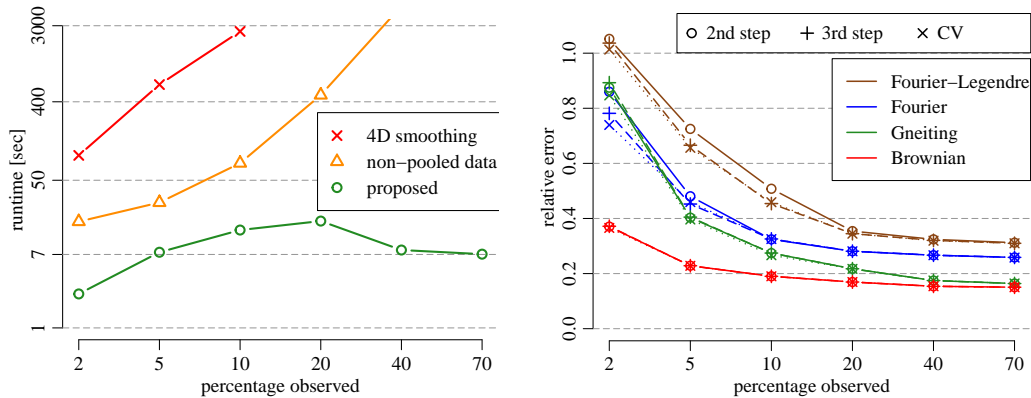 3000
400
50
7
1
runtime [sec]
4D smoothing
non−pooled data
proposed
2
5
10
20
40
70
percentage observed
2nd step
3rd step
CV
Fourier−Legendre
Fourier
Gneiting
Brownian
1.0
0.8
0.6
0.4
0.2
0.0
relative error
2
5
10
20
40
70
percentage observed